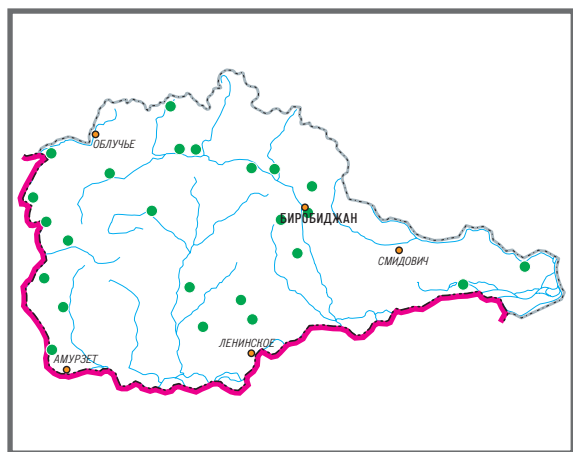 ОБЛУЧЬЕ
БИРОБИДЖАН
СМИДОВИЧ
ЛЕНИНСКОЕ
АМУРЗЕТ